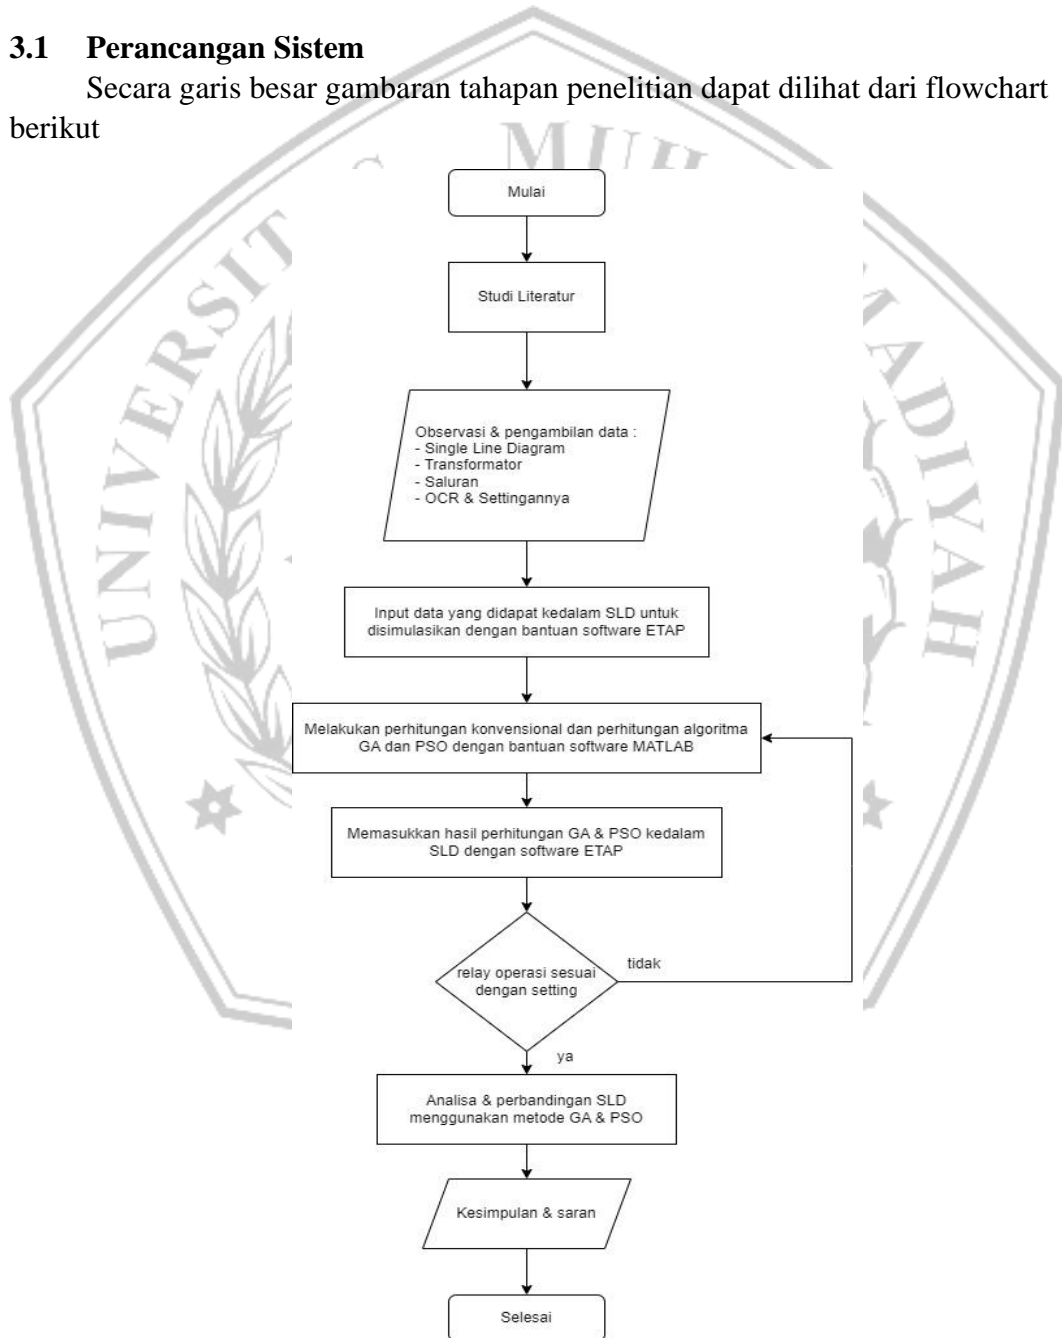 3.1 Perancangan Sistem
Secara garis besar gambaran tahapan penelitian dapat dilihat dari flowchart
berikut
Mulai
Studi Literatur
Observasi & pengambilan data :
- Single Line Diagram
- Transformator
- Saluran
- OCR & Settingannya
Input data yang didapat kedalam SLD untuk
disimulasikan dengan bantuan software ETAP
Melakukan perhitungan konvensional dan perhitungan algoritma
GA dan PSO dengan bantuan software MATLAB
Memasukkan hasil perhitungan GA & PSO kedalam
SLD dengan software ETAP
relay operasi sesuai
dengan setting
tidak
ya
Analisa & perbandingan SLD
menggunakan metode GA & PSO
Kesimpulan & saran
Selesai